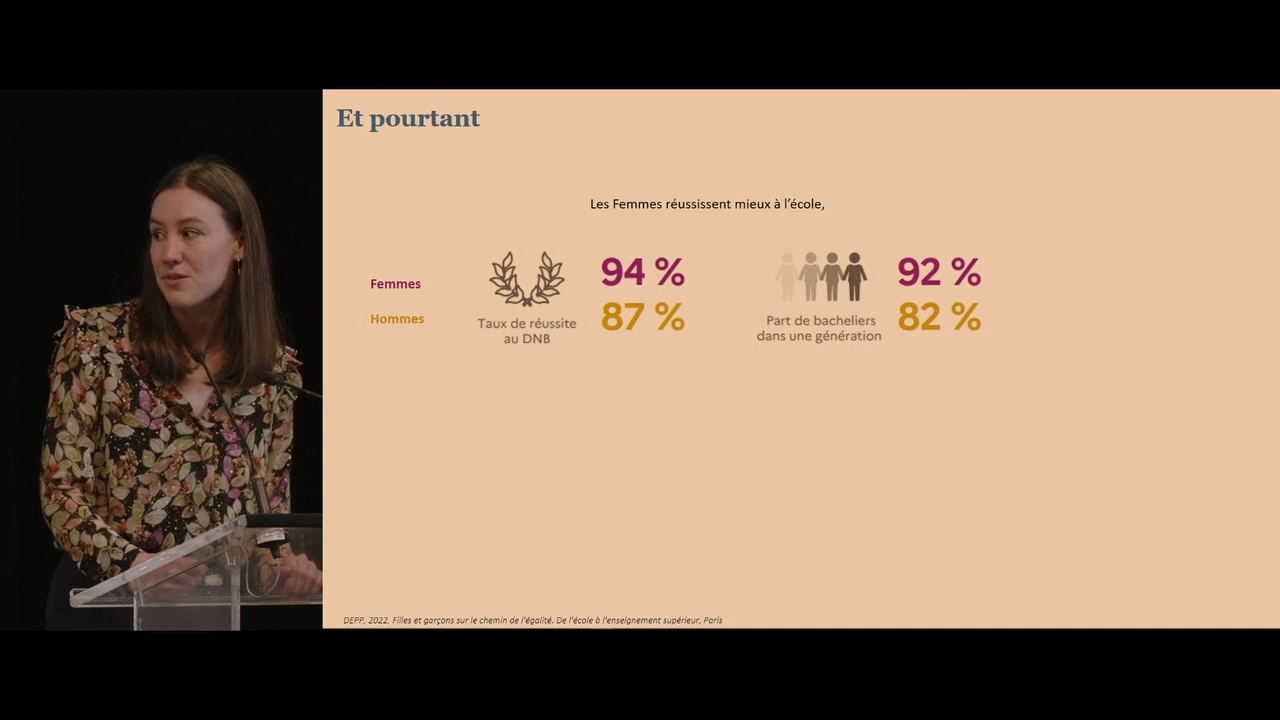 Et pourtant
Les Femmes réussissent mieux à l’école,
Femmes
Hommes
Taux de réussite
au DNB
94 %
87 %
Part de bacheliers
dans une génération
92 %
82 %
DEPP, 2022, Filles et garçons sur le chemin de l'égalité. De l'école à l'enseignement supérieur, Paris